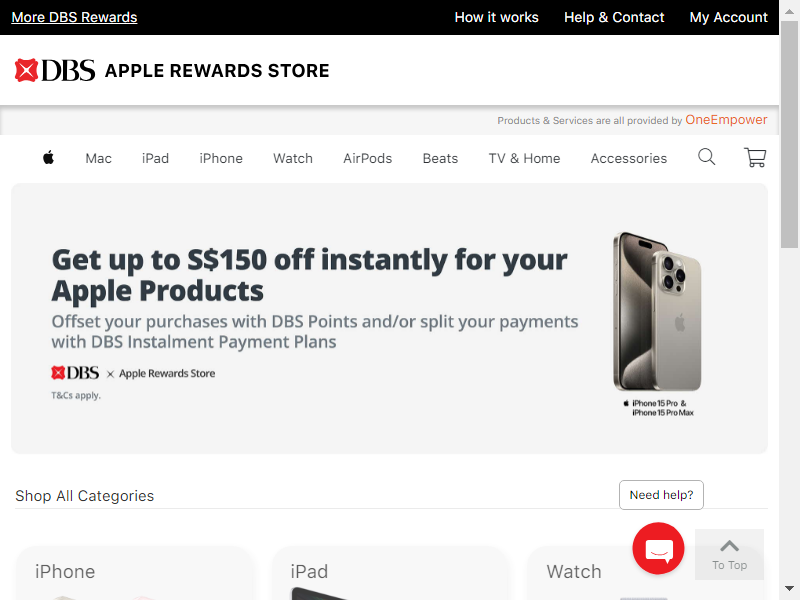 More DBS Rewards
How it works
Help & Contact
My Account
DBS APPLE REWARDS STORE
Products & Services are all provided by OneEmpower
Mac
iPad
iPhone
Watch
AirPods
Beats
TV & Home
Accessories
Get up to S$150 off instantly for your
Apple Products
Offset your purchases with DBS Points and/or split your payments
with DBS Instalment Payment Plans
DBS × Apple Rewards Store
T&Cs apply.
iPhone 15 Pro &
iPhone 15 Pro Max
Shop All Categories
Need help?
iPhone
iPad
Watch
To Top